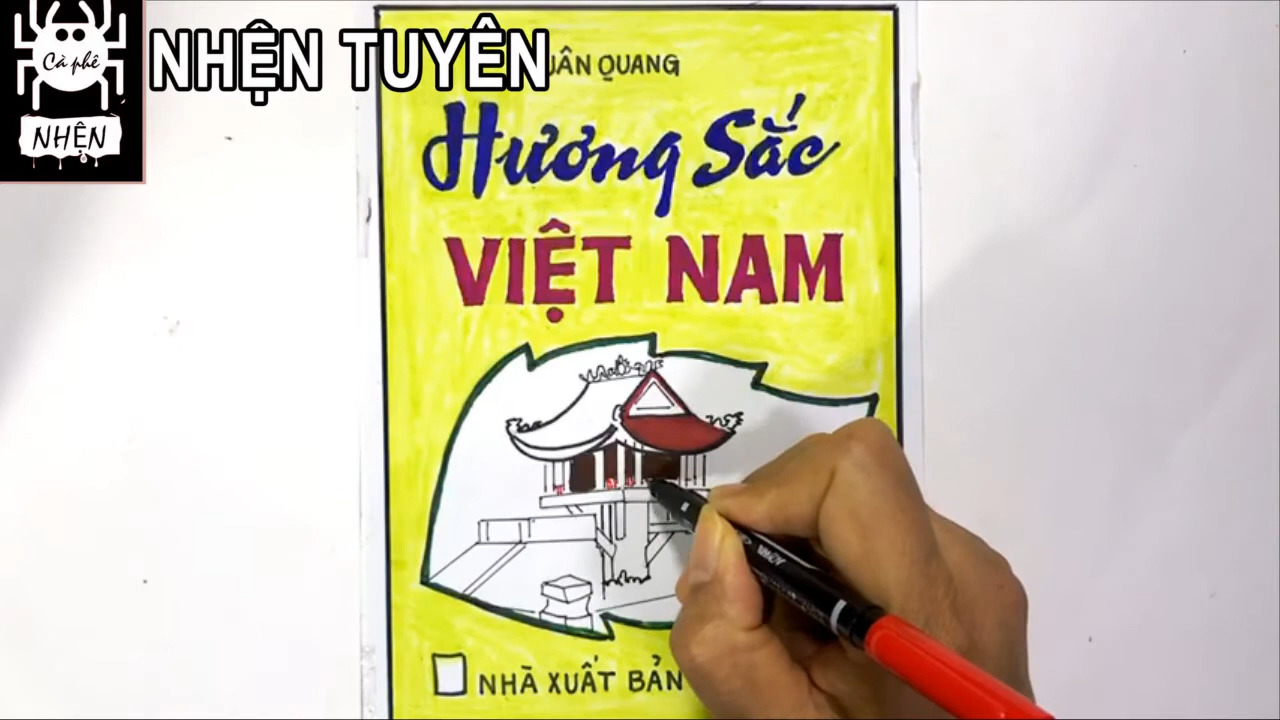 Cà phê
NHỆN
NHỆN TUYÊN
UÂN QUANG
Hương Sắc
VIỆT NAM
NHÀ XUẤT BẢN